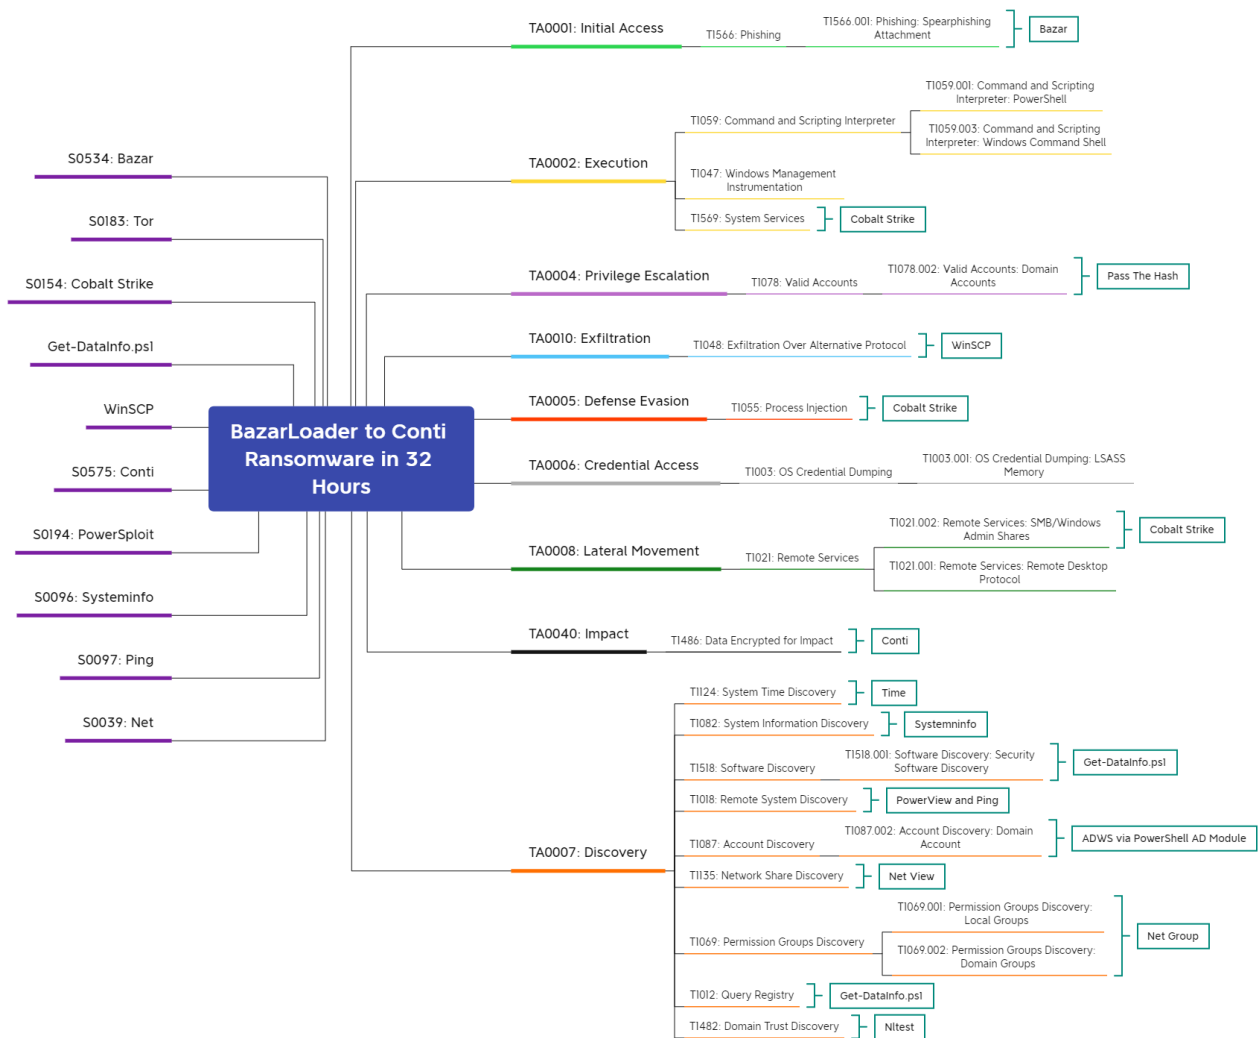 TA0001: Initial Access
T1566: Phishing
T1566.001: Phishing: Spearphishing
Attachment
Bazar
TA0002: Execution
T1059: Command and Scripting Interpreter
T1059.001: Command and Scripting
Interpreter: PowerShell
T1059.003: Command and Scripting
Interpreter: Windows Command Shell
T1047: Windows Management
Instrumentation
T1569: System Services
Cobalt Strike
TA0004: Privilege Escalation
T1078: Valid Accounts
T1078.002: Valid Accounts: Domain
Accounts
Pass The Hash
TA0010: Exfiltration
T1048: Exfiltration Over Alternative Protocol
WinSCP
TA0005: Defense Evasion
T1055: Process Injection
Cobalt Strike
TA0006: Credential Access
T1003: OS Credential Dumping
T1003.001: OS Credential Dumping: LSASS
Memory
TA0008: Lateral Movement
T1021: Remote Services
T1021.002: Remote Services: SMB/Windows
Admin Shares
Cobalt Strike
T1021.001: Remote Services: Remote Desktop
Protocol
TA0040: Impact
T1486: Data Encrypted for Impact
Conti
TA0007: Discovery
T1124: System Time Discovery
Time
T1082: System Information Discovery
Systemninfo
T1518: Software Discovery
T1518.001: Software Discovery: Security
Software Discovery
Get-DataInfo.ps1
T1018: Remote System Discovery
PowerView and Ping
T1087: Account Discovery
T1087.002: Account Discovery: Domain
Account
ADWS via PowerShell AD Module
T1135: Network Share Discovery
Net View
T1069: Permission Groups Discovery
T1069.001: Permission Groups Discovery:
Local Groups
T1069.002: Permission Groups Discovery:
Domain Groups
Net Group
T1012: Query Registry
Get-DataInfo.ps1
T1482: Domain Trust Discovery
Nltest
BazarLoader to Conti
Ransomware in 32
Hours
S0534: Bazar
S0183: Tor
S0154: Cobalt Strike
Get-DataInfo.ps1
WinSCP
S0575: Conti
S0194: PowerSploit
S0096: Systeminfo
S0097: Ping
S0039: Net